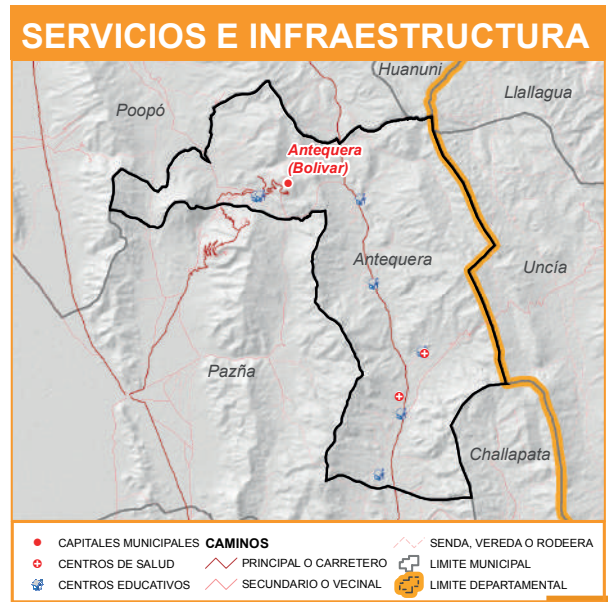 SERVICIOS E INFRAESTRUCTURA
Huanuni
Llallagua
Poopó
Antequera
(Bolivar)
Antequera
Uncía
Pazña
Challapata
CAPITALES MUNICIPALES
CENTROS DE SALUD
CENTROS EDUCATIVOS
CAMINOS
PRINCIPAL O CARRETERO
SECUNDARIO O VECINAL
SENDA, VEREDA O RODEERA
LIMITE MUNICIPAL
LIMITE DEPARTAMENTAL